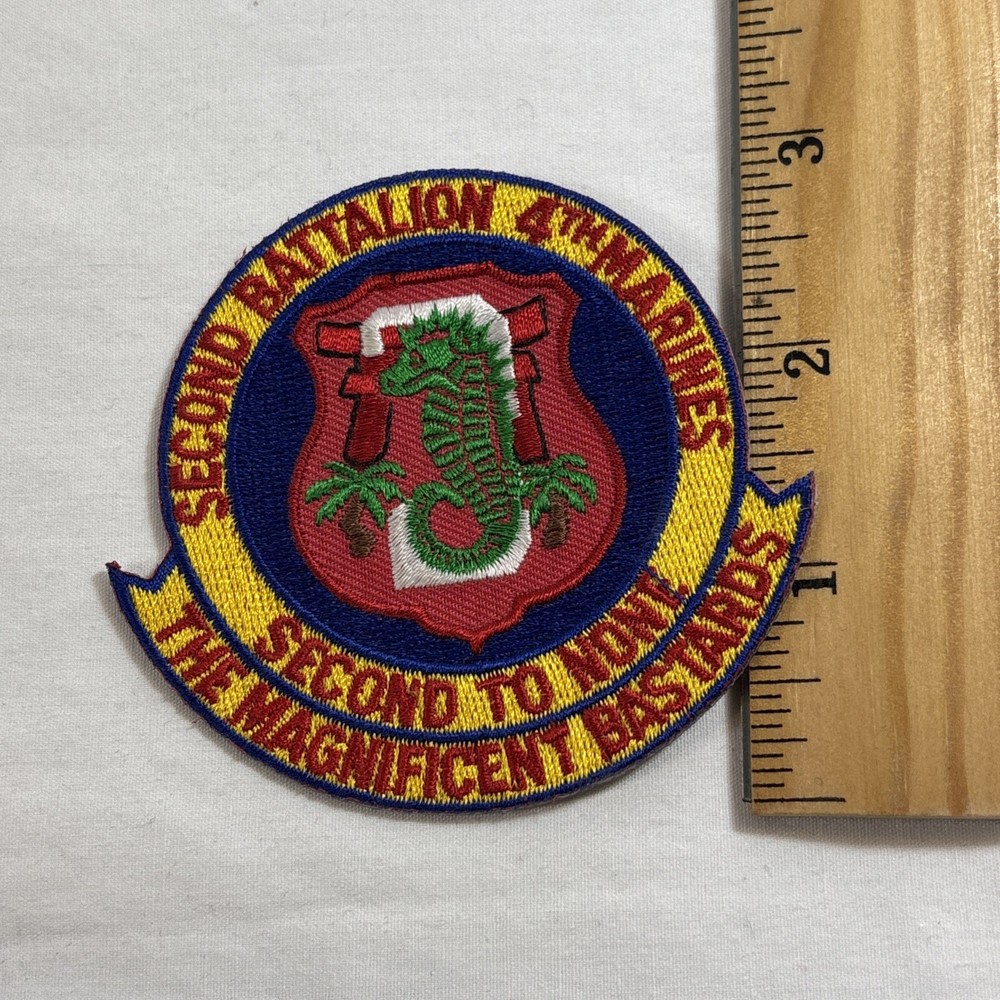 SECOND BATTALION 4TH MARINES
SECOND TO NONE
THE MAGNIFICENT BASTARDS
3
2
1